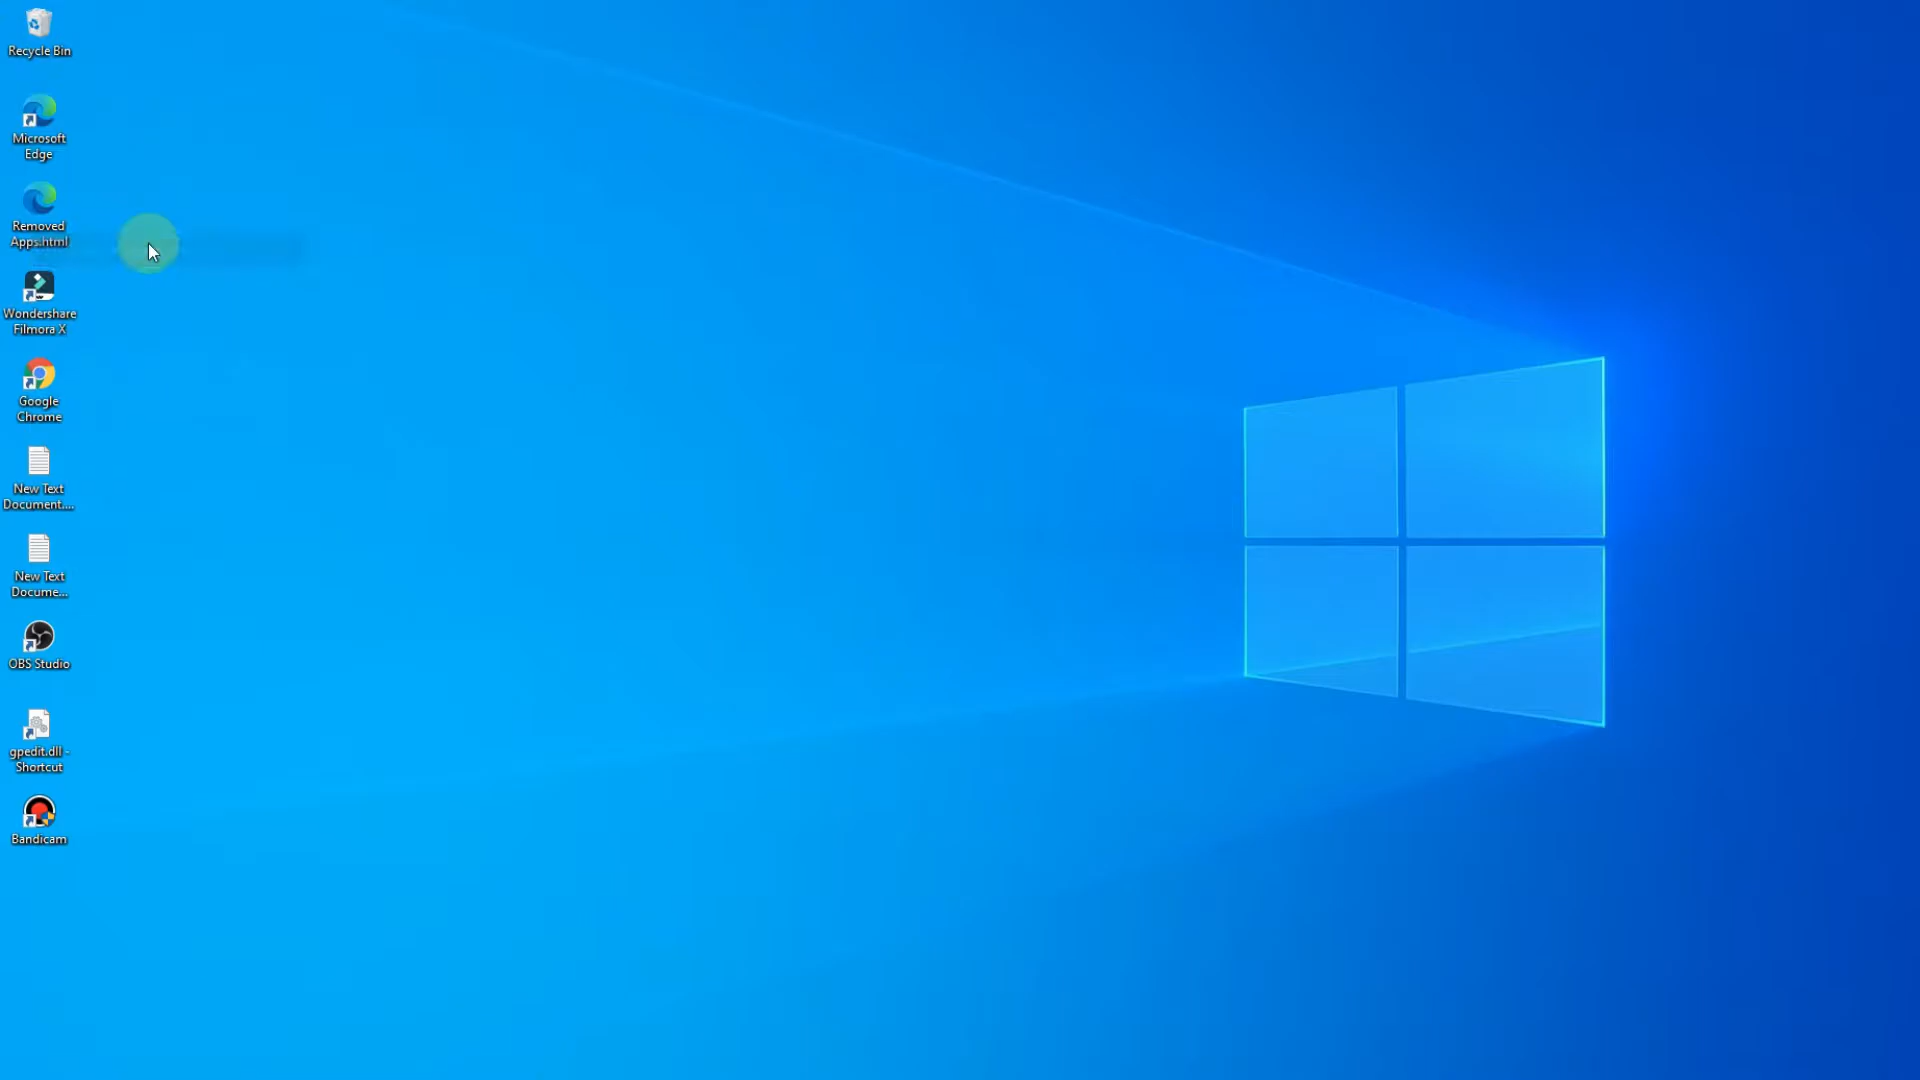 Recycle Bin
Microsoft
Edge
Removed
Apps.html
Wondershare
Filmora X
Google
Chrome
New Text
Document....
New Text
Docume...
OBS Studio
gpedit.dll -
Shortcut
Bandicam